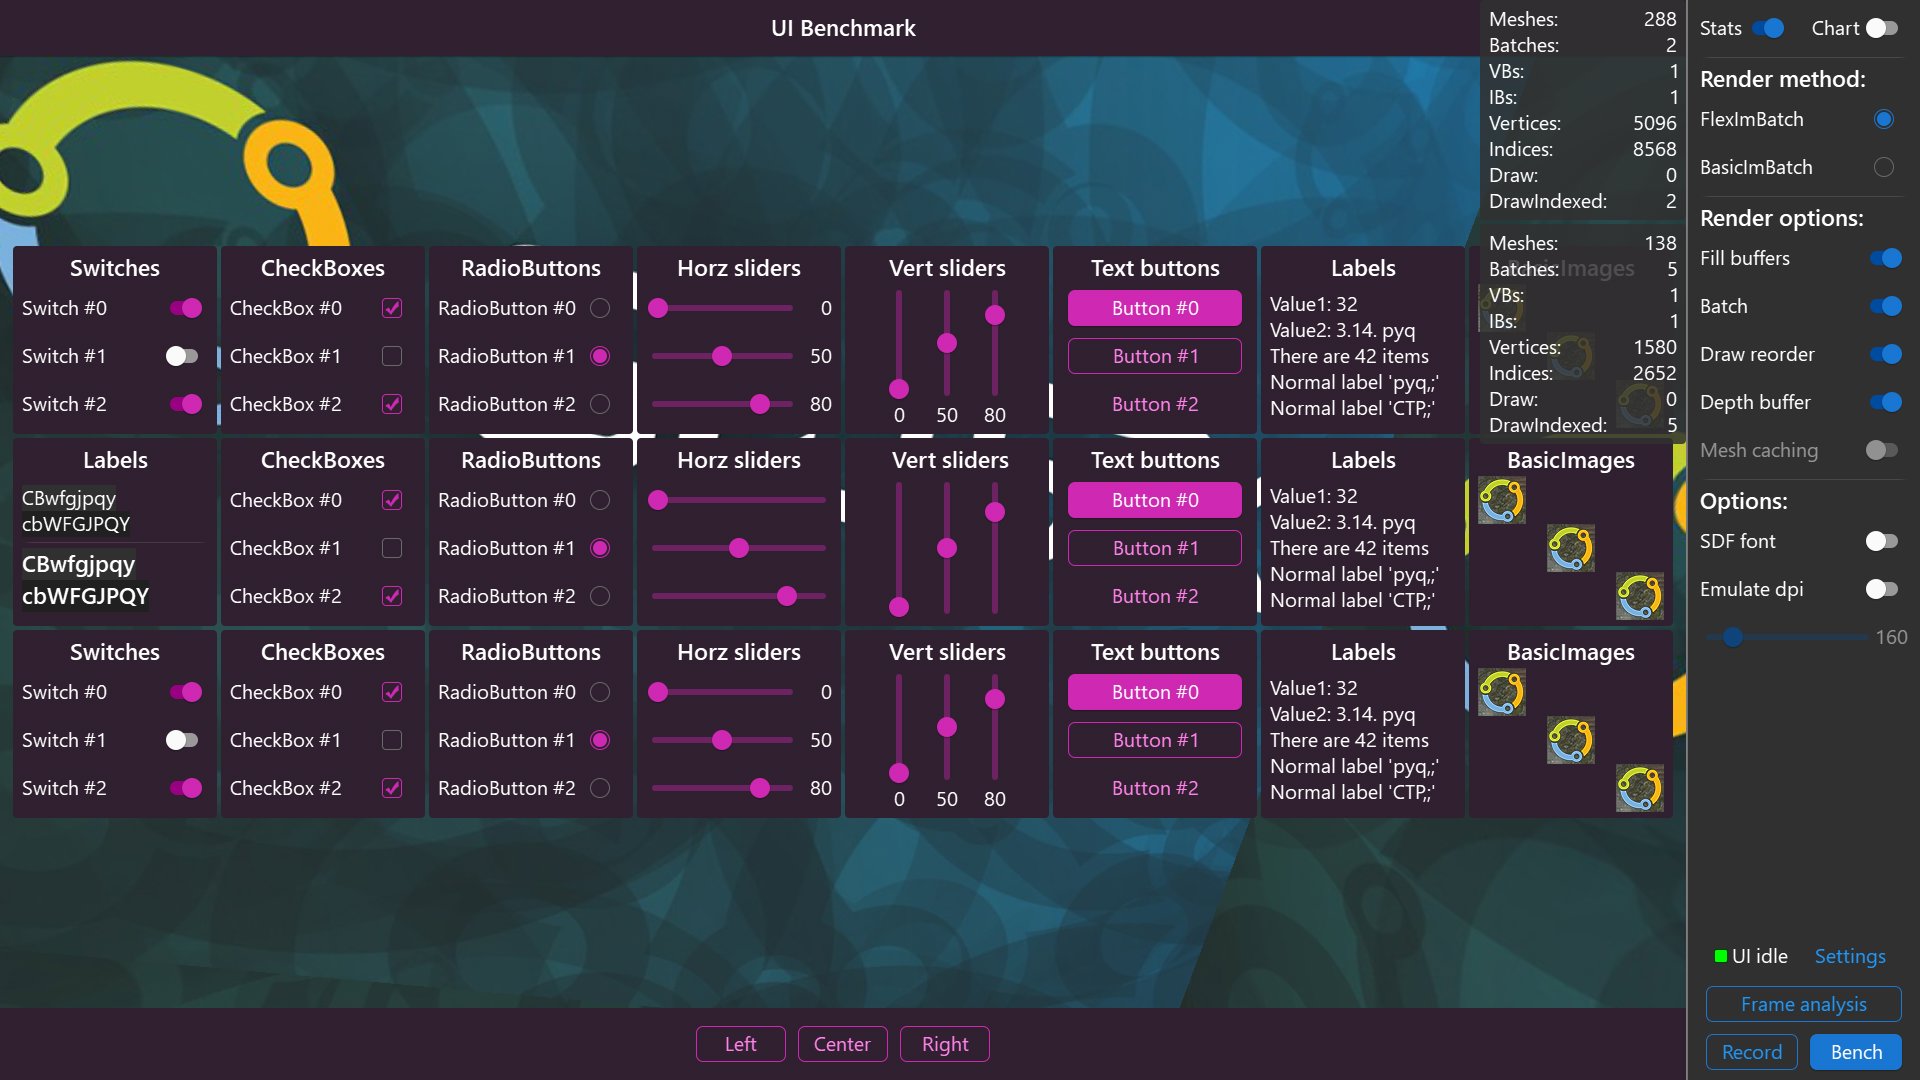 UI Benchmark
Meshes: 288
Batches: 2
VBs: 1
IBs: 1
Vertices: 5096
Indices: 8568
Draw: 0
DrawIndexed: 2
Meshes: 138
Batches: 5
VBs: 1
IBs: 1
Vertices: 1580
Indices: 2652
Draw: 0
DrawIndexed: 5
Switches
Switch #0
Switch #1
Switch #2
CheckBoxes
CheckBox #0
CheckBox #1
CheckBox #2
RadioButtons
RadioButton #0
RadioButton #1
RadioButton #2
Horz sliders
0
50
80
Vert sliders
0 50 80
Text buttons
Button #0
Button #1
Button #2
Labels
Value1: 32
Value2: 3.14. pyq
There are 42 items
Normal label 'pyq,;'
Normal label 'CTP,;'
BasicImages
Labels
CBwfgjpqy
cbWFGJPQY
CBwfgjpqy
cbWFGJPQY
CheckBoxes
CheckBox #0
CheckBox #1
CheckBox #2
RadioButtons
RadioButton #0
RadioButton #1
RadioButton #2
Horz sliders
Vert sliders
Text buttons
Button #0
Button #1
Button #2
Labels
Value1: 32
Value2: 3.14. pyq
There are 42 items
Normal label 'pyq,;'
Normal label 'CTP,;'
BasicImages
Switches
Switch #0
Switch #1
Switch #2
CheckBoxes
CheckBox #0
CheckBox #1
CheckBox #2
RadioButtons
RadioButton #0
RadioButton #1
RadioButton #2
Horz sliders
0
50
80
Vert sliders
0 50 80
Text buttons
Button #0
Button #1
Button #2
Labels
Value1: 32
Value2: 3.14. pyq
There are 42 items
Normal label 'pyq,;'
Normal label 'CTP,;'
BasicImages
Left Center Right
Stats Chart
Render method:
FlexImBatch
BasicImBatch
Render options:
Fill buffers
Batch
Draw reorder
Depth buffer
Mesh caching
Options:
SDF font
Emulate dpi
160
UI idle Settings
Frame analysis
Record Bench